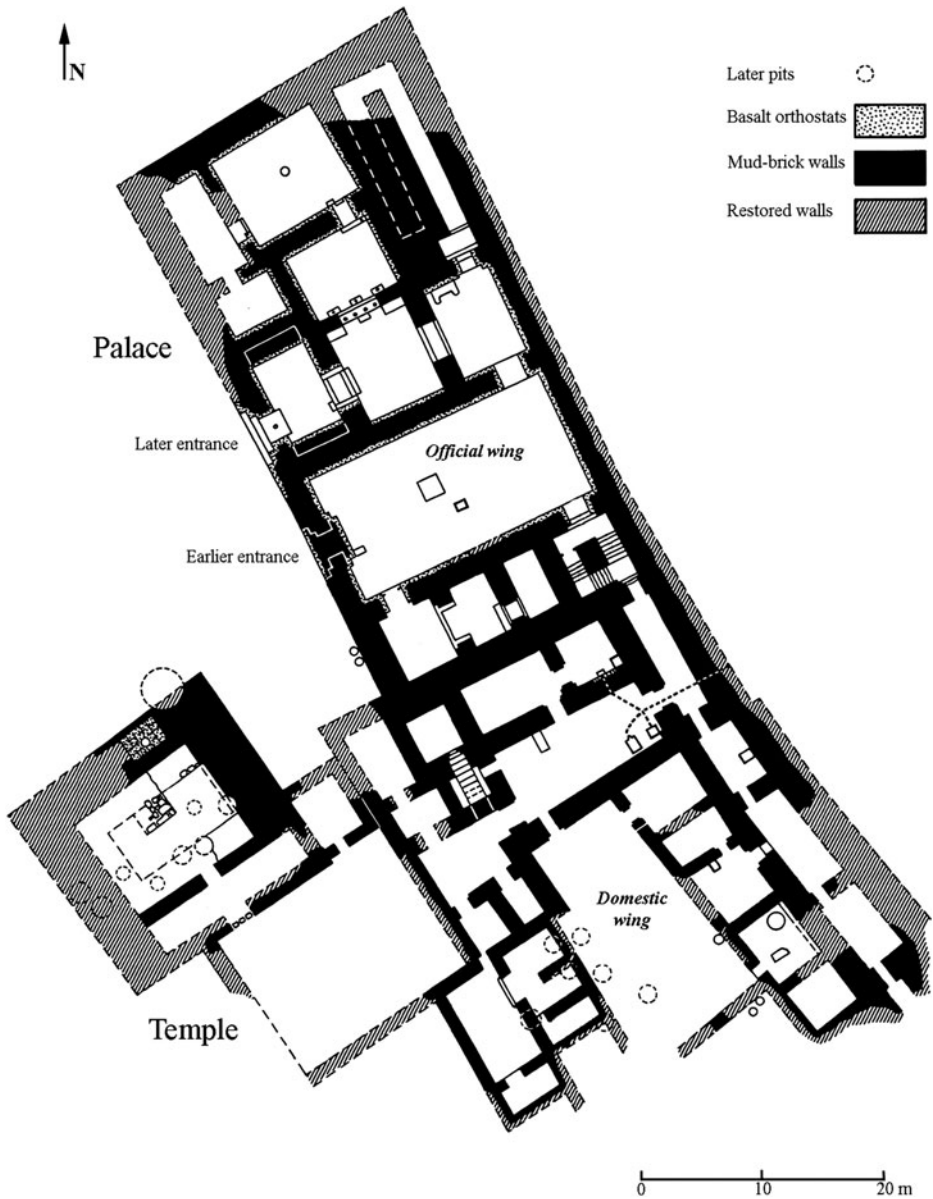 N
Later pits
Basalt orthostats
Mud-brick walls
Restored walls
Palace
Later entrance
Official wing
Earlier entrance
Domestic
wing
Temple
0 10 20 m